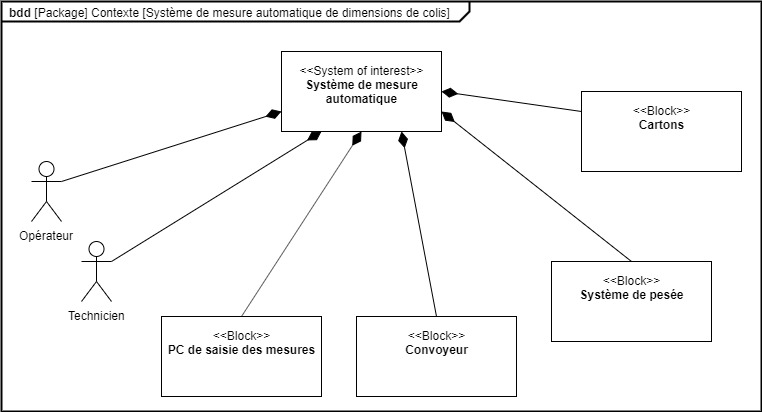 bdd [Package] Contexte [Système de mesure automatique de dimensions de colis]
<<System of interest>>
Système de mesure
automatique
<<Block>>
Cartons
Opérateur
Technicien
<<Block>>
Système de pesée
<<Block>>
PC de saisie des mesures
<<Block>>
Convoyeur